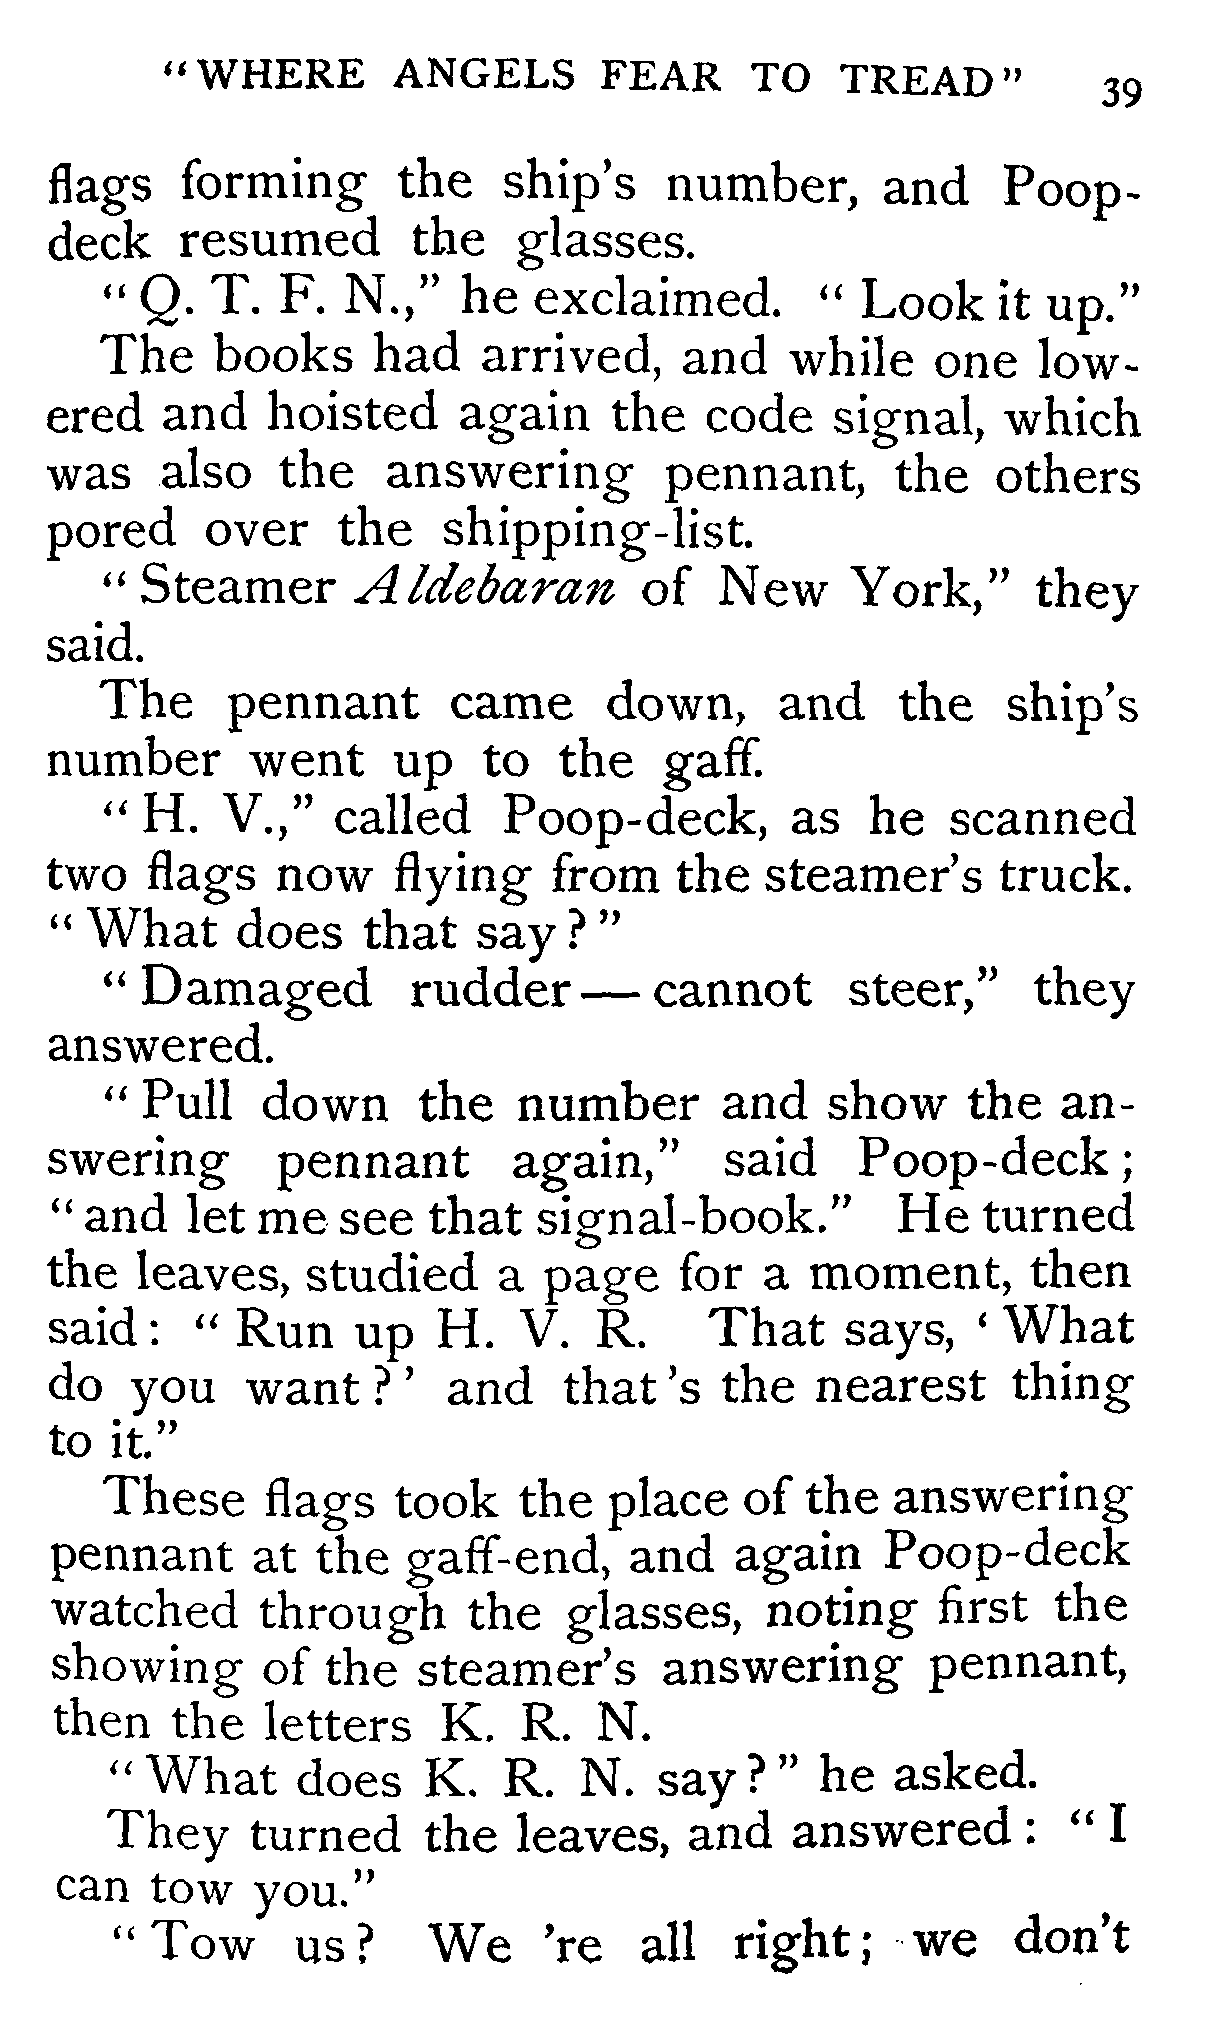 "WHERE ANGELS FEAR TO TREAD" 39
flags forming the ship's number, and Poop-
deck resumed the glasses.
"Q. T. F. N.," he exclaimed. "Look it up."
The books had arrived, and while one low-
ered and hoisted again the code signal, which
was also the answering pennant, the others
pored over the shipping-list.
"Steamer Aldebaran of New York," they
said.
The pennant came down, and the ship's
number went up to the gaff.
"H. V.," called Poop-deck, as he scanned
two flags now flying from the steamer's truck.
"What does that say?"
"Damaged rudder—cannot steer," they
answered.
"Pull down the number and show the an-
swering pennant again," said Poop-deck;
"and let me see that signal-book." He turned
the leaves, studied a page for a moment, then
said: "Run up H. V. R. That says, 'What
do you want?' and that's the nearest thing
to it."
These flags took the place of the answering
pennant at the gaff-end, and again Poop-deck
watched through the glasses, noting first the
showing of the steamer's answering pennant,
then the letters K. R. N.
"What does K. R. N. say?" he asked.
They turned the leaves, and answered: "I
can tow you."
"Tow us? We 're all right; we don't